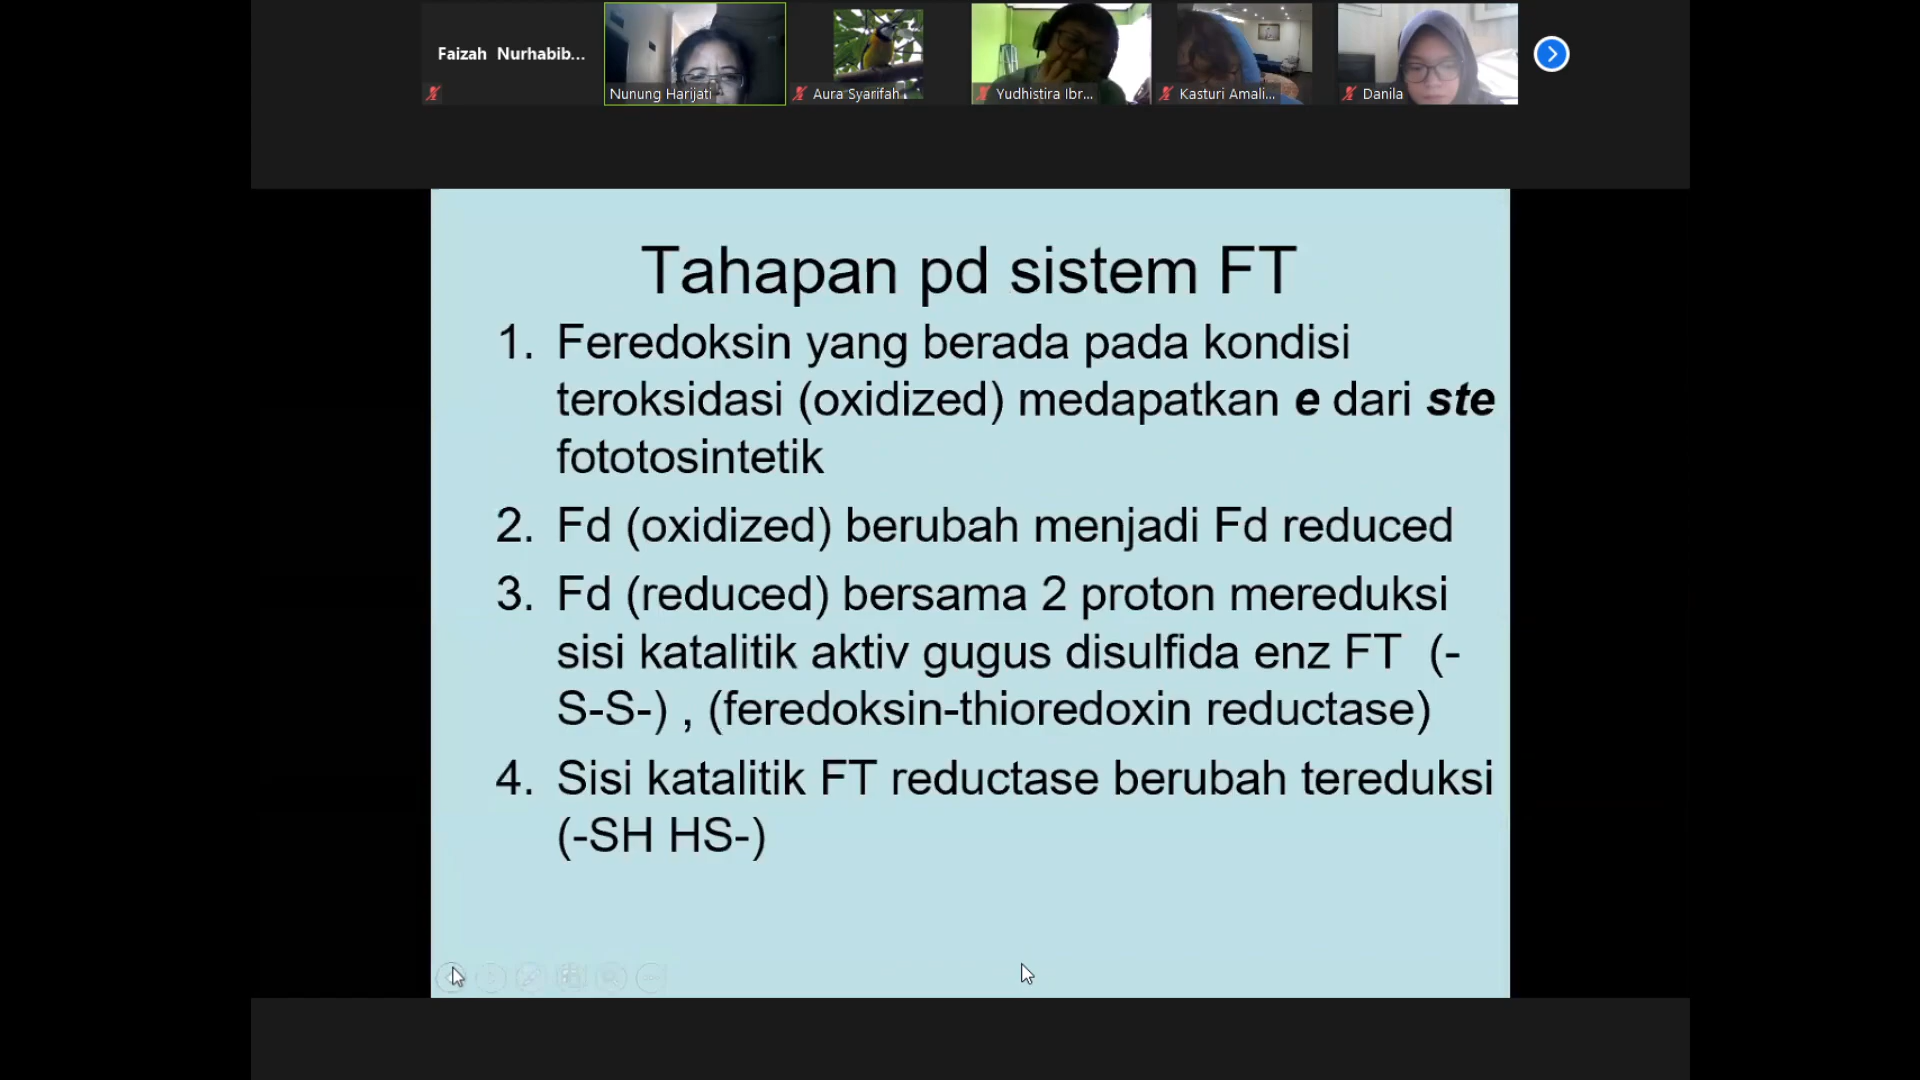 Faizah Nurhabib...
Nunung Harijati
Aura Syarifah
Yudhistira Ibr...
Kasturi Amali...
Danila
Tahapan pd sistem FT
1. Feredoksin yang berada pada kondisi
teroksidasi (oxidized) medapatkan e dari ste
fototosintetik
2. Fd (oxidized) berubah menjadi Fd reduced
3. Fd (reduced) bersama 2 proton mereduksi
sisi katalitik aktiv gugus disulfida enz FT (-
S-S-) , (feredoksin-thioredoxin reductase)
4. Sisi katalitik FT reductase berubah tereduksi
(-SH HS-)